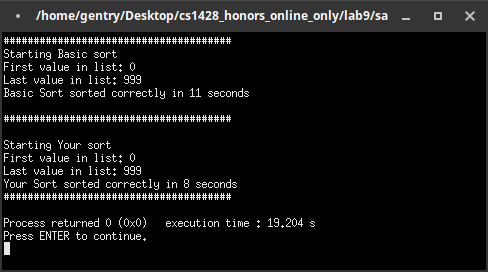 /home/gentry/Desktop/cs1428_honors_online_only/lab9/sa
######################################
Starting Basic sort
First value in list: 0
Last value in list: 999
Basic Sort sorted correctly in 11 seconds
######################################
Starting Your sort
First value in list: 0
Last value in list: 999
Your Sort sorted correctly in 8 seconds
######################################
Process returned 0 (0x0)   execution time : 19.204 s
Press ENTER to continue.